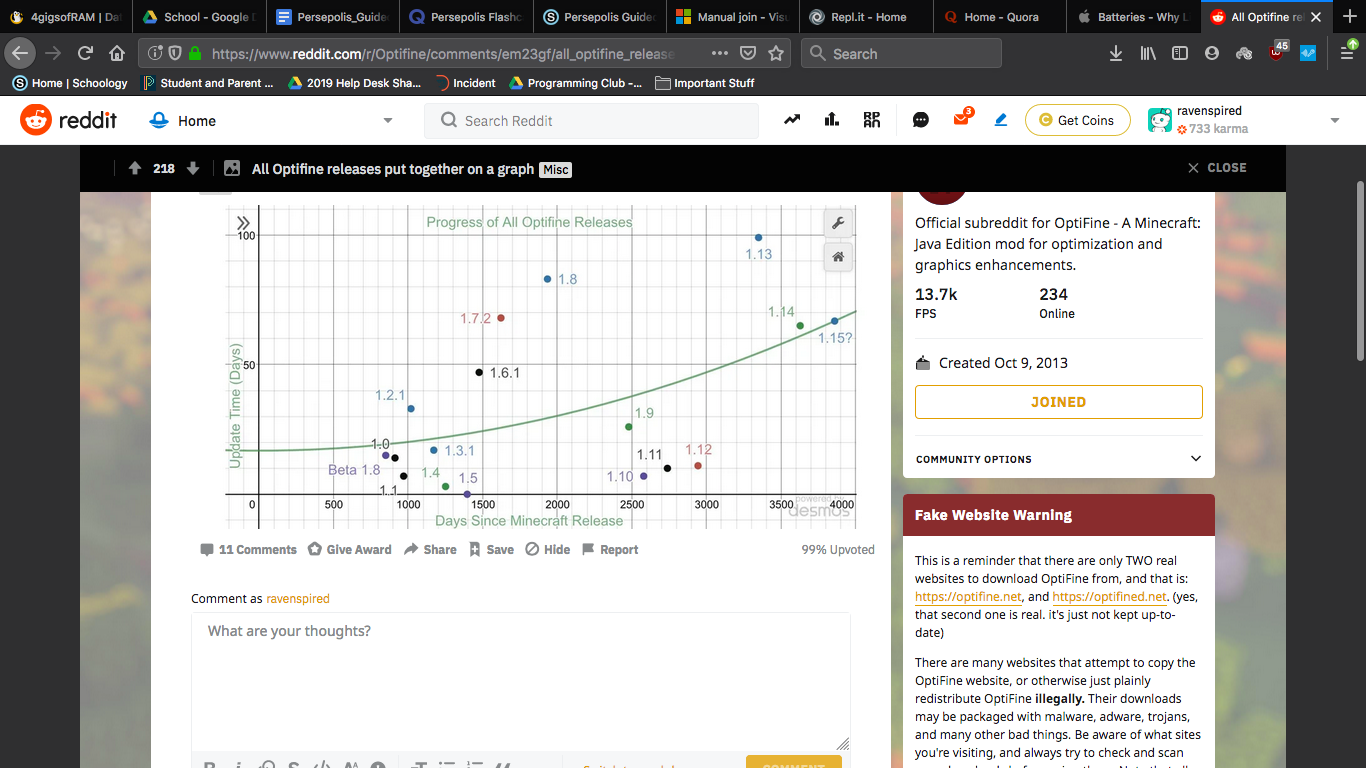 4gigsofRAM | Da
School - Google D
Persepolis_Guide
Persepolis Flashc
Persepolis Guide
Manual join - Visu
Repl.it - Home
Home - Quora
Batteries - Why L
All Optifine rel
https://www.reddit.com/r/Optifine/comments/em23gf/all_optifine_release
Search
45
Home | Schoology
Student and Parent ...
2019 Help Desk Sha...
Incident
Programming Club -...
Important Stuff
reddit
Home
Search Reddit
3
Get Coins
ravenspired
733 karma
218
All Optifine releases put together on a graph
Misc
CLOSE
Progress of All Optifine Releases
100
50
Update Time (Days)
1.13
1.8
1.7.2
1.14
1.15?
1.6.1
1.2.1
1.9
1.0
1.3.1
1.11
1.12
Beta 1.8
1.4
1.5
1.10
1.1
0
500
1000
1500
2000
2500
3000
3500
4000
powered by
desmos
Days Since Minecraft Release
11 Comments
Give Award
Share
Save
Hide
Report
99% Upvoted
Comment as ravenspired
What are your thoughts?
COMMENT
Official subreddit for OptiFine - A Minecraft:
Java Edition mod for optimization and
graphics enhancements.
13.7k
234
FPS
Online
Created Oct 9, 2013
JOINED
COMMUNITY OPTIONS
Fake Website Warning
This is a reminder that there are only TWO real
websites to download OptiFine from, and that is:
https://optifine.net, and https://optifined.net. (yes,
that second one is real. it's just not kept up-to-
date)
There are many websites that attempt to copy the
OptiFine website, or otherwise just plainly
redistribute OptiFine illegally. Their downloads
may be packaged with malware, adware, trojans,
and many other bad things. Be aware of what sites
you're visiting, and always try to check and scan